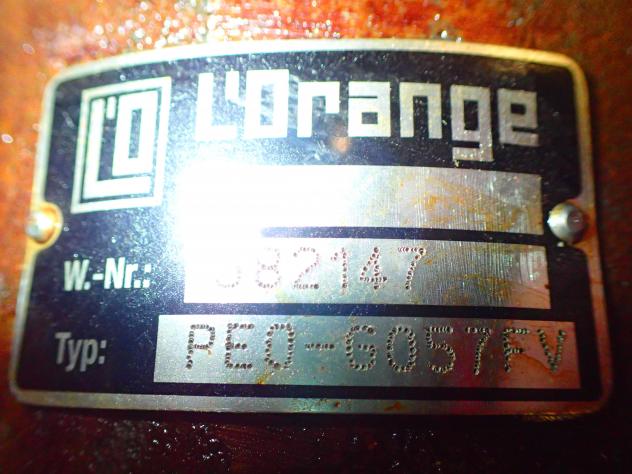 L'O L'Orange
W.-Nr.: 582147
Typ: PEO-G057FV